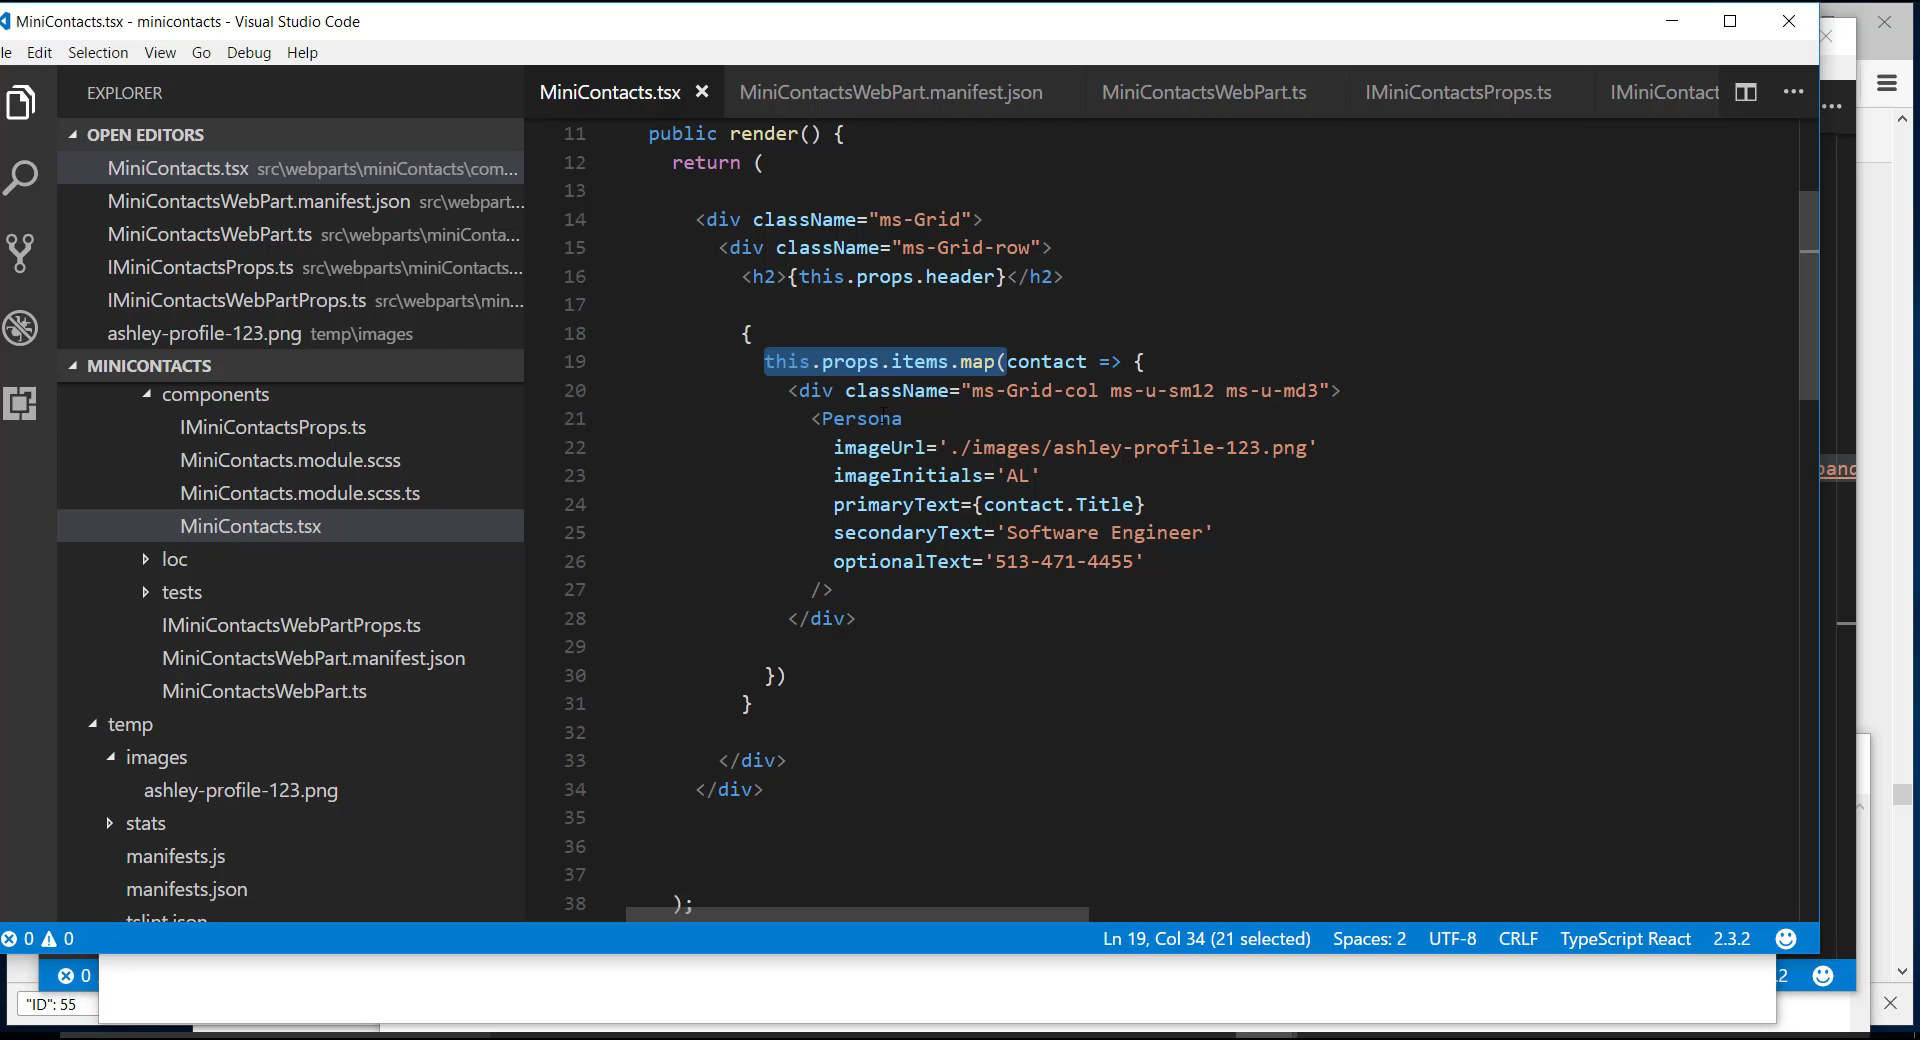 MiniContacts.tsx - minicontacts - Visual Studio Code
le Edit Selection View Go Debug Help
EXPLORER
OPEN EDITORS
MiniContacts.tsx src\webparts\miniContacts\com...
MiniContactsWebPart.manifest.json src\webpart...
MiniContactsWebPart.ts src\webparts\miniConta...
IMiniContactsProps.ts src\webparts\miniContacts...
IMiniContactsWebPartProps.ts src\webparts\min...
ashley-profile-123.png temp\images
MINICONTACTS
components
IMiniContactsProps.ts
MiniContacts.module.scss
MiniContacts.module.scss.ts
MiniContacts.tsx
loc
tests
IMiniContactsWebPartProps.ts
MiniContactsWebPart.manifest.json
MiniContactsWebPart.ts
temp
images
ashley-profile-123.png
stats
manifests.js
manifests.json
tslint.json
MiniContacts.tsx MiniContactsWebPart.manifest.json MiniContactsWebPart.ts IMiniContactsProps.ts IMiniContact
11 public render() {
12 return (
13
14 <div className="ms-Grid">
15 <div className="ms-Grid-row">
16 <h2>{this.props.header}</h2>
17
18 {
19 this.props.items.map(contact => {
20 <div className="ms-Grid-col ms-u-sm12 ms-u-md3">
21 <Persona
22 imageUrl='./images/ashley-profile-123.png'
23 imageInitials='AL'
24 primaryText={contact.Title}
25 secondaryText='Software Engineer'
26 optionalText='513-471-4455'
27 />
28 </div>
29
30 })
31 }
32
33 </div>
34 </div>
35
36
37
38 );
0 0 Ln 19, Col 34 (21 selected) Spaces: 2 UTF-8 CRLF TypeScript React 2.3.2
0 .2
"ID": 55